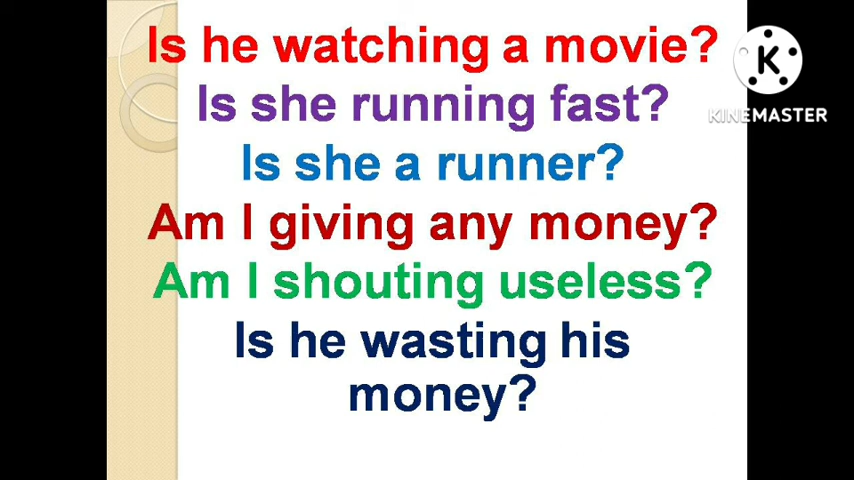 Is he watching a movie?
Is she running fast?
Is she a runner?
Am I giving any money?
Am I shouting useless?
Is he wasting his
money?
K
KINEMASTER